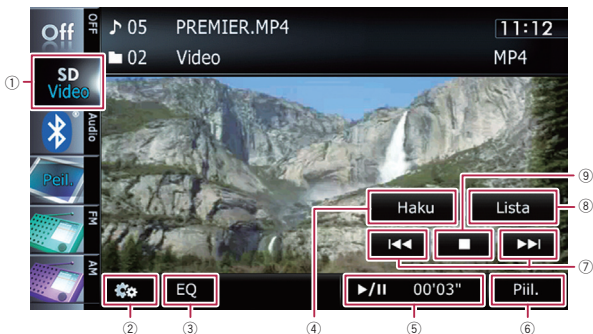 Off
OFF
♪ 05 PREMIER.MP4 11:12
02 Video MP4
① SD
Video
Audio
Peil.
FM
AM
⑨
Haku Lista ⑧
⑦
EQ ▶/II 00'03" Piil.
② ③ ④ ⑤ ⑥